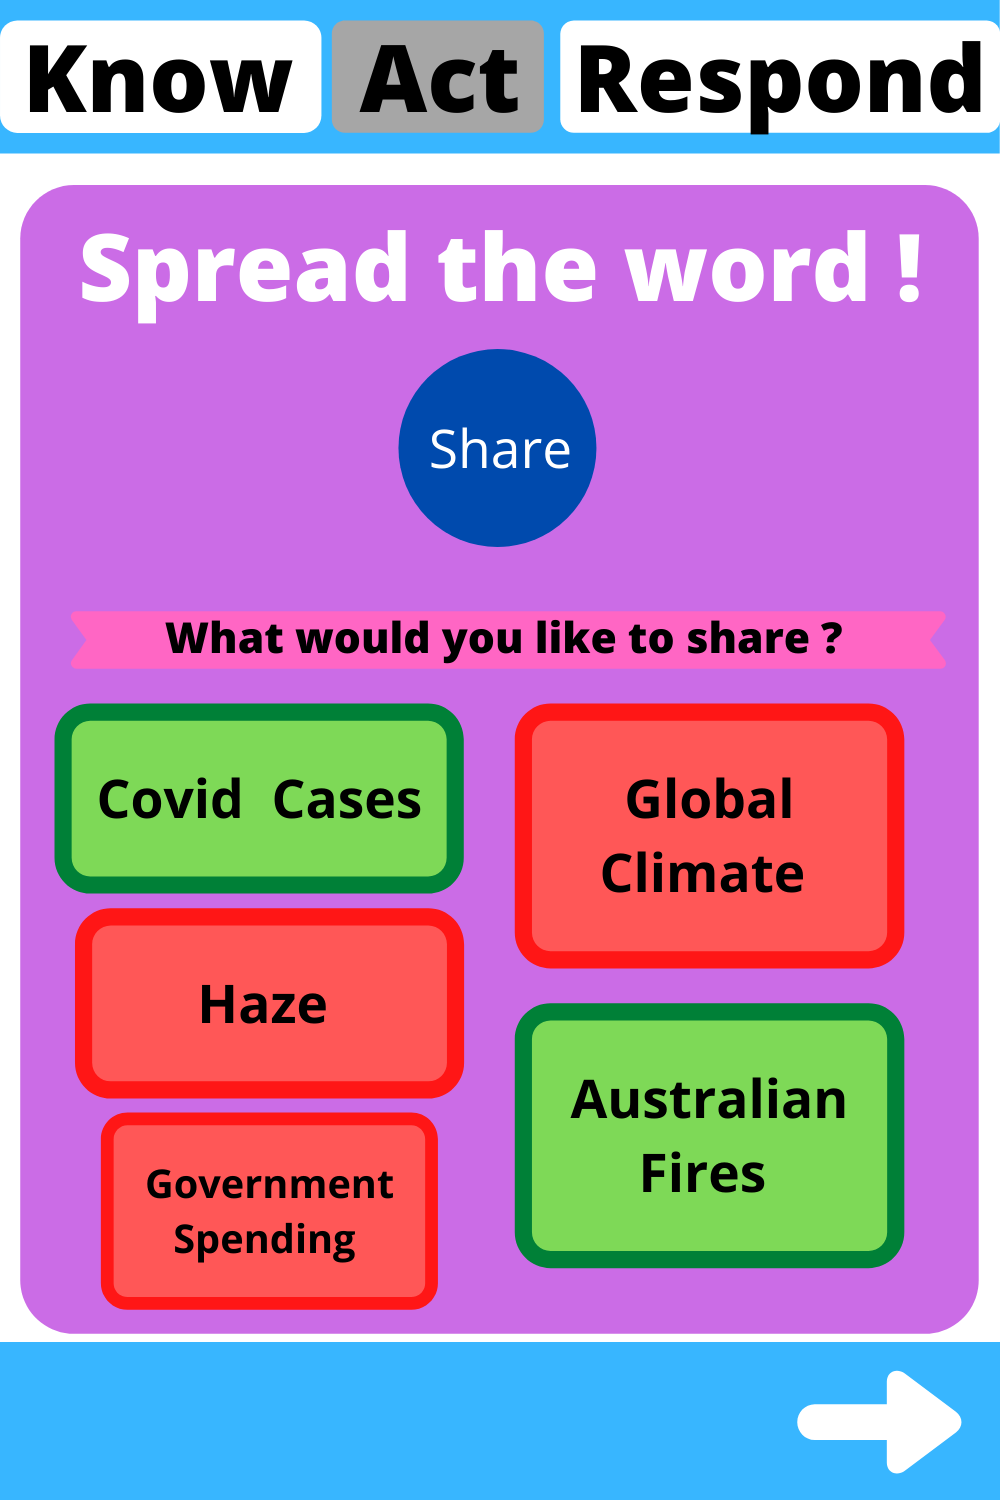 Know Act Respond
Spread the word !
Share
What would you like to share ?
Covid Cases
Global
Climate
Haze
Australian
Fires
Government
Spending